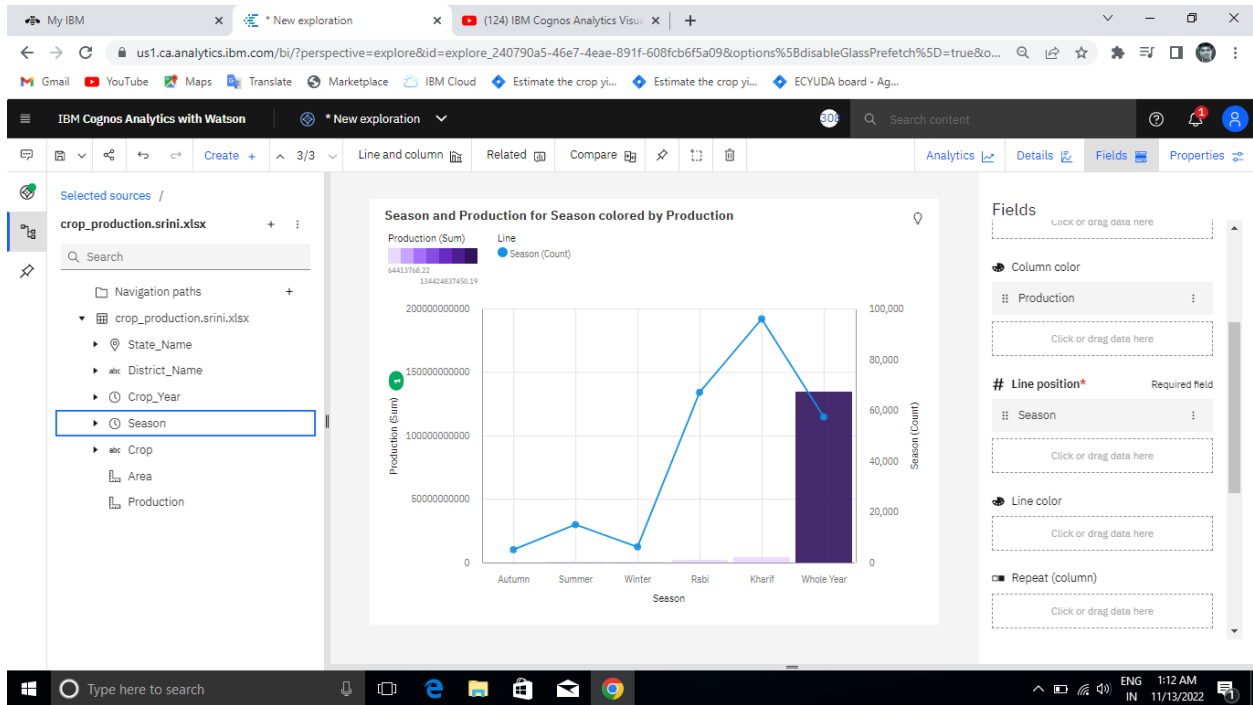 My IBM
* New exploration
(124) IBM Cognos Analytics Visua
us1.ca.analytics.ibm.com/bi/?perspective=explore&id=explore_240790a5-46e7-4eae-891f-608fcb6f5a09&options%5BdisableGlassPrefetch%5D=true&o...
Gmail YouTube Maps Translate Marketplace IBM Cloud Estimate the crop yi... Estimate the crop yi... ECYUDA board - Ag...
IBM Cognos Analytics with Watson * New exploration 308 Search content 1
Create + 3/3 Line and column Related Compare Analytics Details Fields Properties
Selected sources /
crop_production.srini.xlsx
Search
Navigation paths
crop_production.srini.xlsx
State_Name
abc District_Name
Crop_Year
Season
abc Crop
Area
Production
Season and Production for Season colored by Production
Production (Sum) Line
Season (Count)
64413768.22
134424837450.19
200000000000
150000000000
100000000000
50000000000
0
Production (Sum)
1
100,000
80,000
60,000
40,000
20,000
0
Season (Count)
Autumn Summer Winter Rabi Kharif Whole Year
Season
Fields
Click or drag data here
Column color
Production
Click or drag data here
# Line position* Required field
Season
Click or drag data here
Line color
Click or drag data here
Repeat (column)
Click or drag data here
Type here to search
ENG 1:12 AM
IN 11/13/2022
1